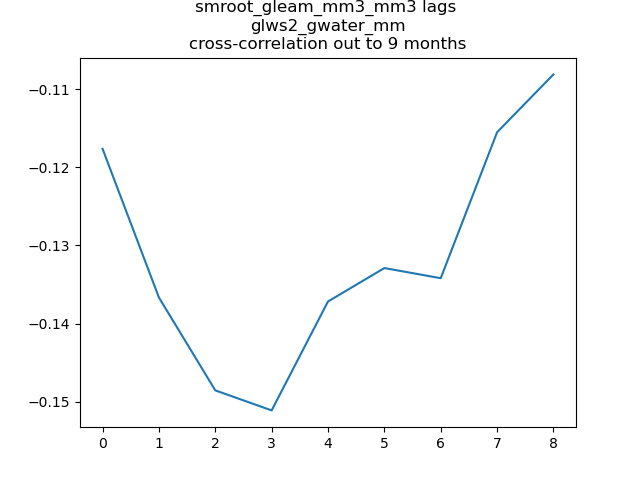 smroot_gleam_mm3_mm3 lags
glws2_gwater_mm
cross-correlation out to 9 months
−0.11
−0.12
−0.13
−0.14
−0.15
0 1 2 3 4 5 6 7 8